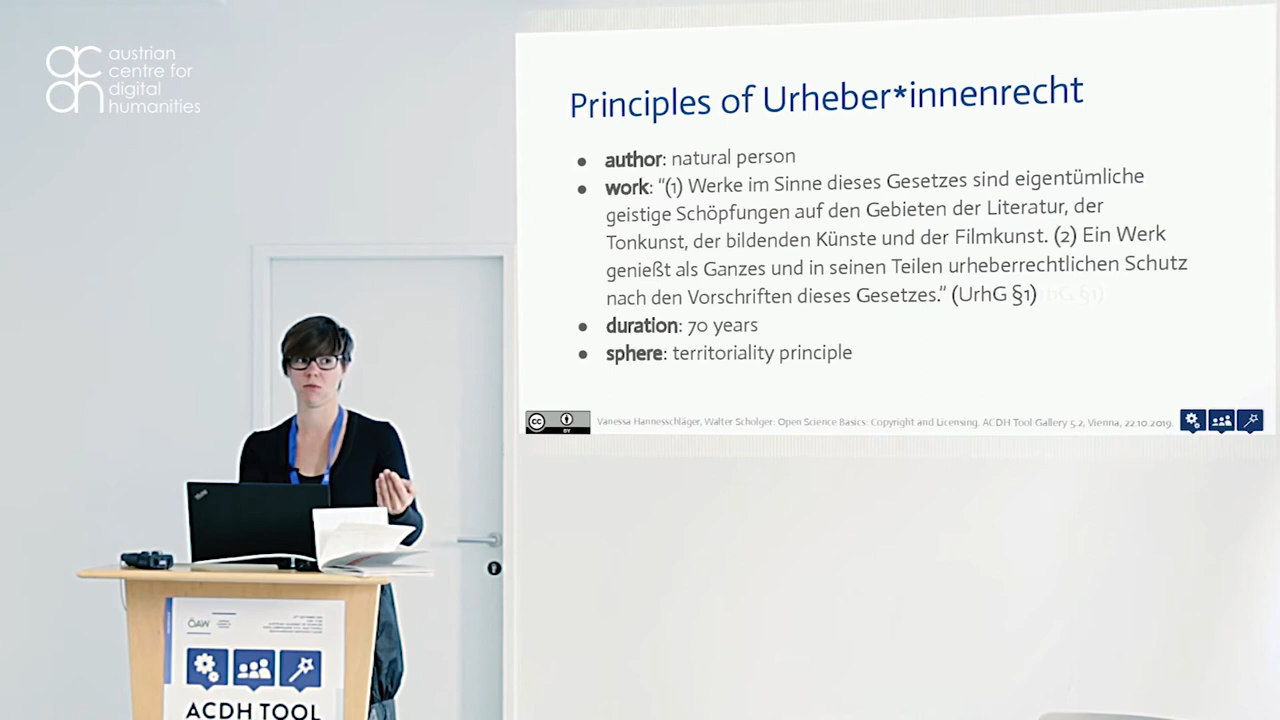 austrian
centre for
digital
humanities
Principles of Urheber*innenrecht
● author: natural person
● work: “(1) Werke im Sinne dieses Gesetzes sind eigentümliche
geistige Schöpfungen auf den Gebieten der Literatur, der
Tonkunst, der bildenden Künste und der Filmkunst. (2) Ein Werk
genießt als Ganzes und in seinen Teilen urheberrechtlichen Schutz
nach den Vorschriften dieses Gesetzes.“ (UrhG §1)
● duration: 70 years
● sphere: territoriality principle
cc BY
Vanessa Hannesschläger, Walter Scholger: Open Science Basics: Copyright and Licensing. ACDH Tool Gallery 5.2, Vienna, 22.10.2019.
ÖAW
ACDH TOOL